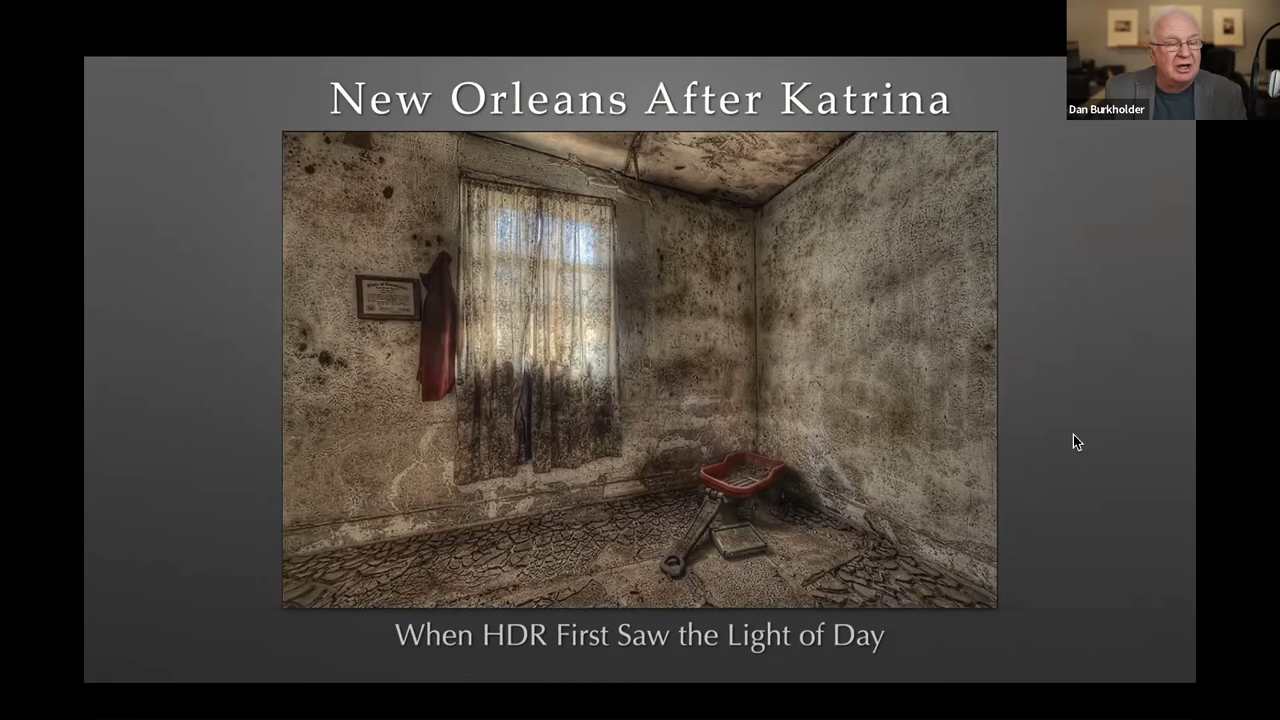 New Orleans After Katrina
Dan Burkholder
When HDR First Saw the Light of Day